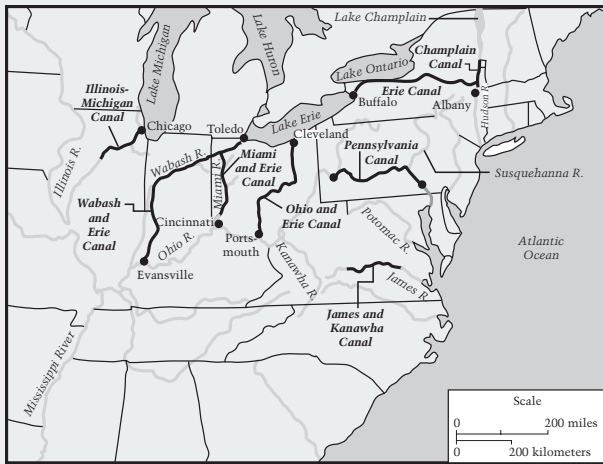 Lake Champlain
Lake Michigan
Lake Huron
Lake Ontario
Champlain
Canal
Illinois-
Michigan
Canal
Erie Canal
Buffalo
Albany
Hudson R.
Chicago
Toledo
Lake Erie
Cleveland
Illinois R.
Wabash R.
Miami R.
Miami
and Erie
Canal
Pennsylvania
Canal
Susquehanna R.
Wabash
and
Erie
Canal
Cincinnati
Ohio R.
Ports-
mouth
Ohio and
Erie Canal
Potomac R.
Atlantic
Ocean
Evansville
Kanawha R.
James R.
James and
Kanawha
Canal
Mississippi River
Scale
0 200 miles
0 200 kilometers